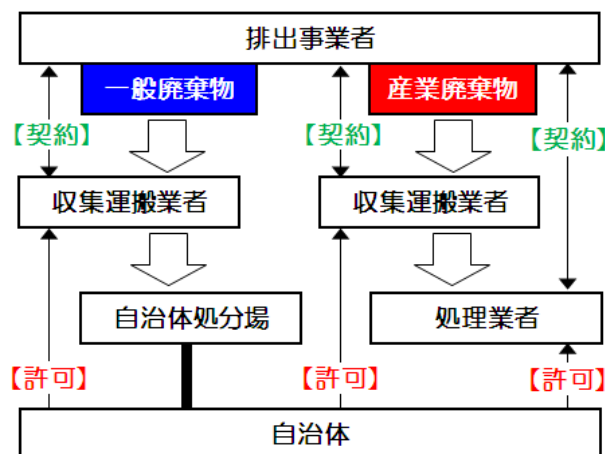 排出事業者
一般廃棄物
産業廃棄物
【契約】
【契約】
【契約】
収集運搬業者
収集運搬業者
自治体処分場
処理業者
【許可】
【許可】
【許可】
自治体